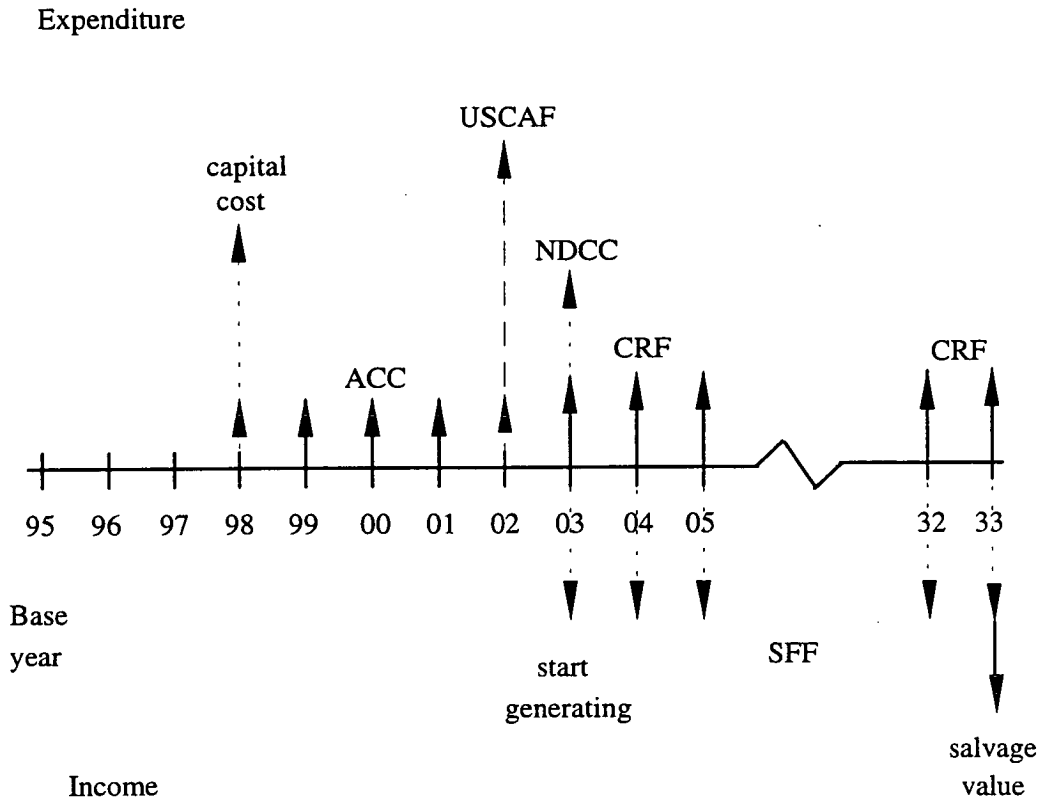 Expenditure
USCAF
capital
cost
NDCC
CRF
CRF
ACC
95 96 97 98 99 00 01 02 03 04 05 32 33
Base
year
SFF
start
generating
salvage
value
Income